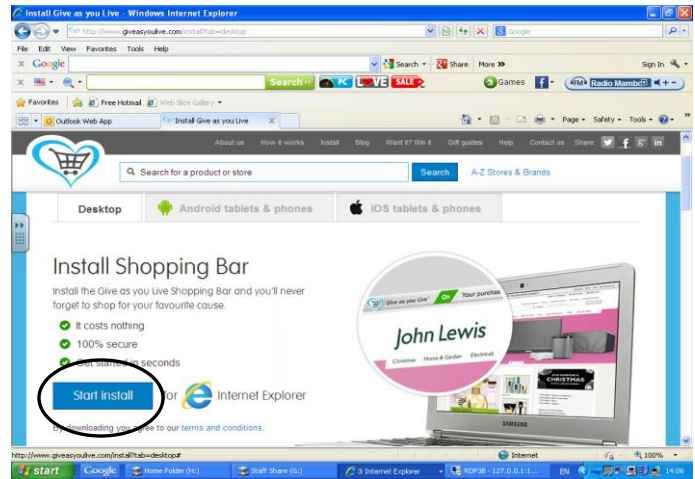 Install Give as you Live - Windows Internet Explorer
http://www.giveasyoulive.com/install?tab=desktop
Google
File Edit View Favorites Tools Help
Google Search Share More >> Sign In
Search PC SALE Games Radio Mambo
Favorites Free Hotmail Web Slice Gallery
Outlook Web App Install Give as you Live X Page Safety Tools
About us How it works Install Blog Want it? Win it Gift guides Help Contact us Share
Search for a product or store Search A-Z Stores & Brands
Desktop Android tablets & phones iOS tablets & phones
Install Shopping Bar
Install the Give as you Live Shopping Bar and you'll never
forget to shop for your favourite cause.
It costs nothing
100% secure
Get started in seconds
Start install for Internet Explorer
By downloading you agree to our terms and conditions.
Give as you Live On Your purchas
John Lewis
Christmas Home & Garden Electricals
CHRISTMAS
SAMSUNG
http://www.giveasyoulive.com/install?tab=desktop# Internet 100%
start Google Home Folder (H:) Staff Share (G:) 3 Internet Explorer RDP3B - 127.0.0.1:... EN 14:06